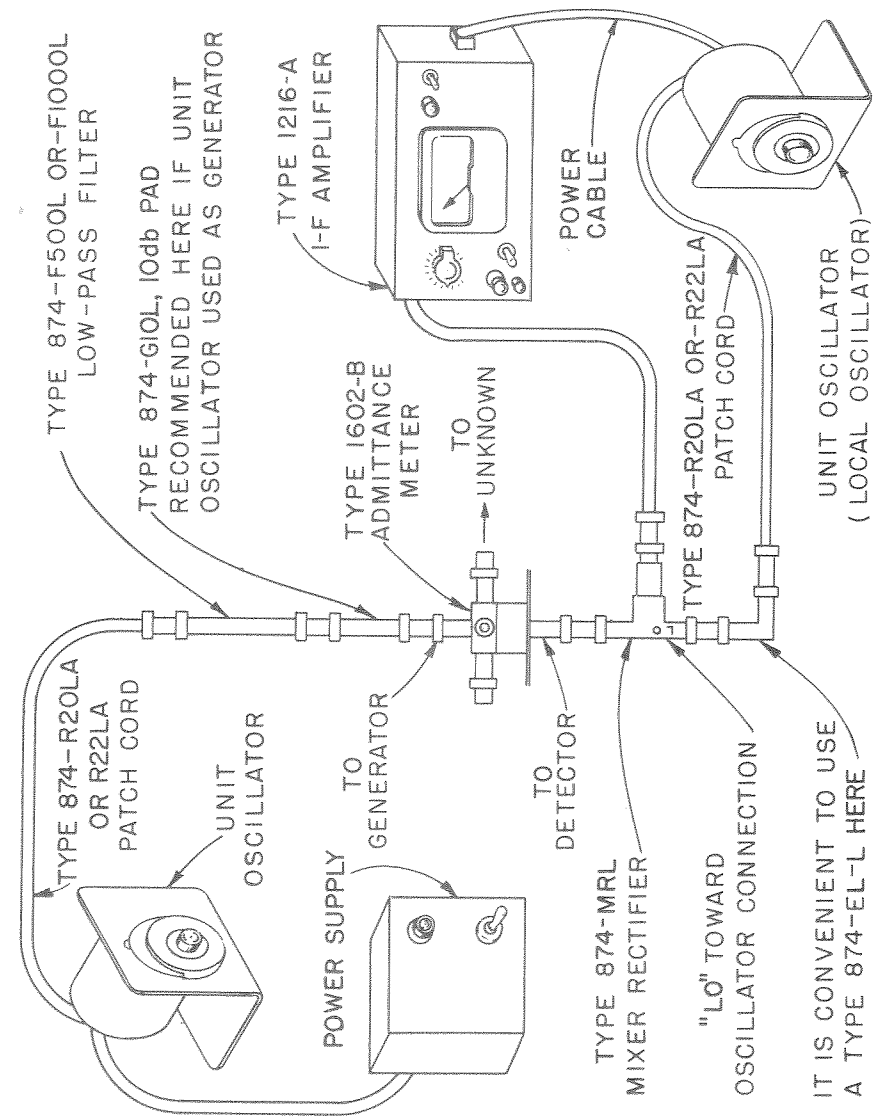 TYPE 874-R20LA
OR R22LA
PATCH CORD
UNIT
OSCILLATOR
POWER SUPPLY
TO
GENERATOR
TO
DETECTOR
TYPE 874-MRL
MIXER RECTIFIER
"LO" TOWARD
OSCILLATOR CONNECTION
IT IS CONVENIENT TO USE
A TYPE 874-EL-L HERE
TYPE 874-F500L OR-F1000L
LOW-PASS FILTER
TYPE 874-G10L, 10db PAD
RECOMMENDED HERE IF UNIT
OSCILLATOR USED AS GENERATOR
TYPE 1602-B
ADMITTANCE
METER
TO
UNKNOWN
TYPE 1216-A
I-F AMPLIFIER
POWER
CABLE
TYPE 874-R20LA OR-R22LA
PATCH CORD
UNIT OSCILLATOR
(LOCAL OSCILLATOR)
L
O